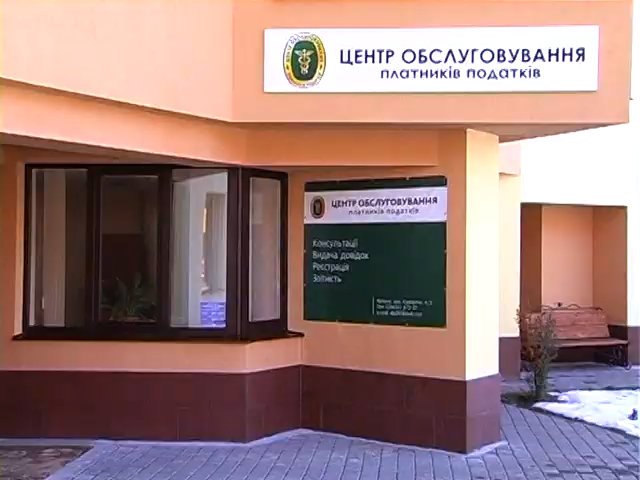 ЦЕНТР ОБСЛУГОВУВАННЯ
платників податків
ЦЕНТР ОБСЛУГОВУВАННЯ
платників податків
Консультації
Видача довідок
Реєстрація
Звітність